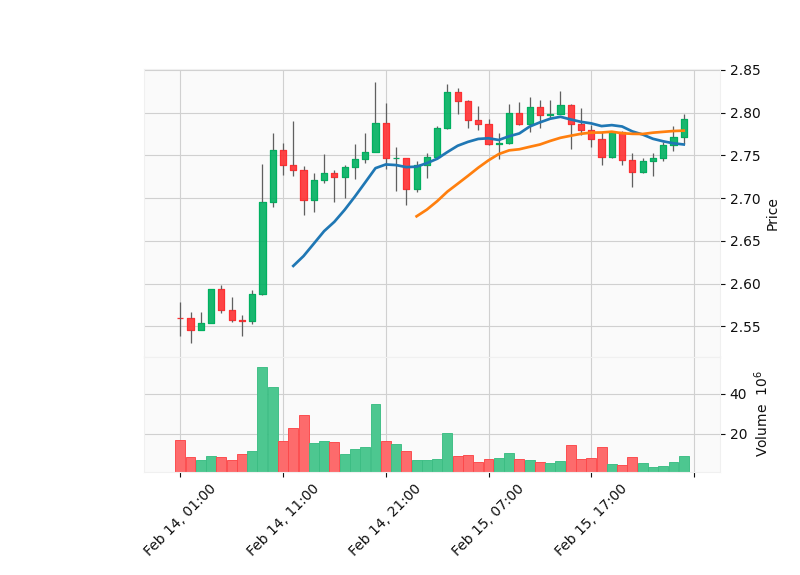 2.85
2.80
2.75
2.70
2.65
2.60
2.55
Price
40
20
Volume 10^6
Feb 14, 01:00
Feb 14, 11:00
Feb 14, 21:00
Feb 15, 07:00
Feb 15, 17:00